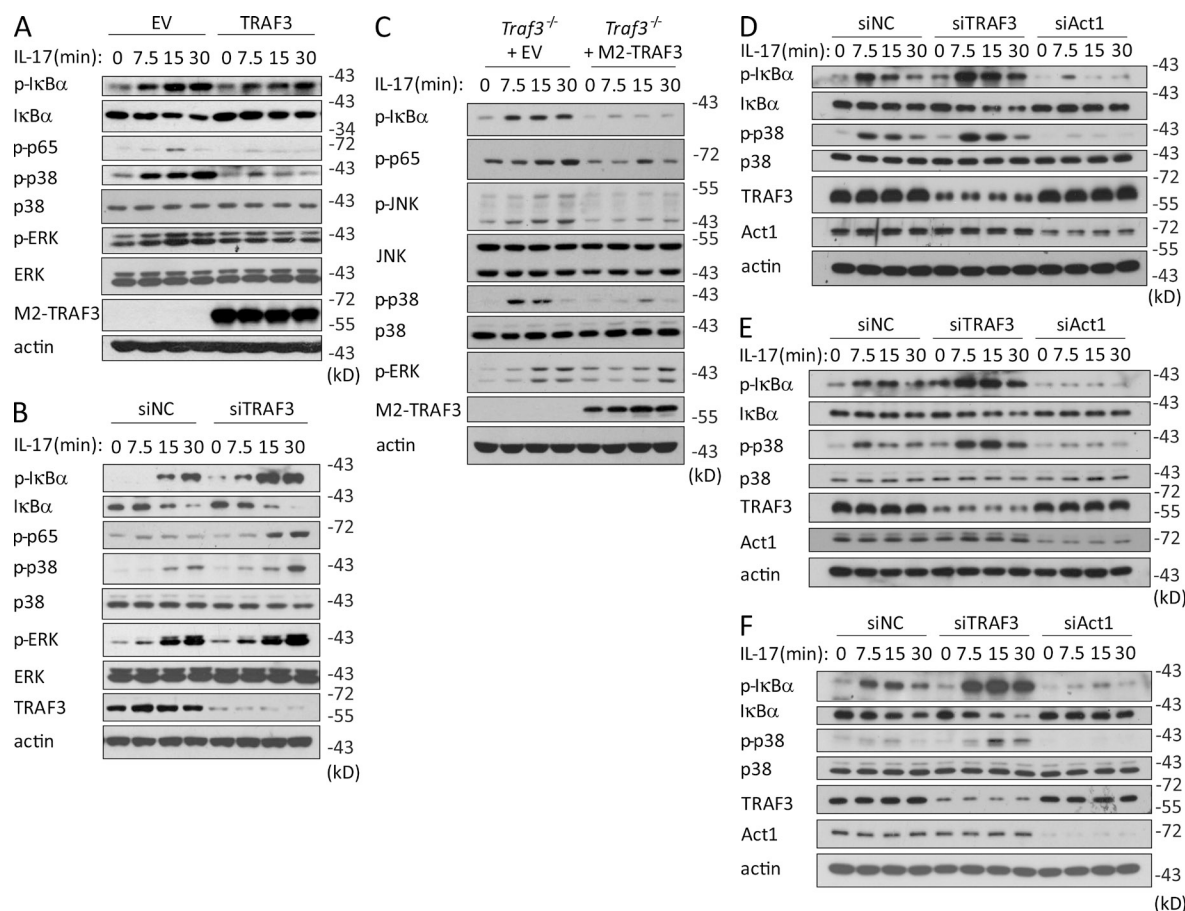 A
EV TRAF3
IL-17(min): 0 7.5 15 30 0 7.5 15 30
p-IκBα -43
IκBα -43
-34
p-p65 -72
p-p38 -43
p38 -43
p-ERK -43
ERK -43
M2-TRAF3 -72
-55
actin -43
(kD)
B
siNC siTRAF3
IL-17(min): 0 7.5 15 30 0 7.5 15 30
p-IκBα -43
IκBα -43
p-p65 -72
p-p38 -43
p38 -43
p-ERK -43
ERK -43
TRAF3 -72
-55
actin -43
(kD)
C
Traf3-/- Traf3-/-
+ EV + M2-TRAF3
IL-17(min): 0 7.5 15 30 0 7.5 15 30
p-IκBα -43
p-p65 -72
p-JNK -55
-43
JNK -55
-43
p-p38 -43
p38 -43
p-ERK -43
M2-TRAF3 -55
actin -43
(kD)
D
siNC siTRAF3 siAct1
IL-17(min): 0 7.5 15 30 0 7.5 15 30 0 7.5 15 30
p-IκBα -43
IκBα -43
p-p38 -43
p38 -43
TRAF3 -72
-55
Act1 -72
-55
actin -43
(kD)
E
siNC siTRAF3 siAct1
IL-17(min): 0 7.5 15 30 0 7.5 15 30 0 7.5 15 30
p-IκBα -43
IκBα -43
p-p38 -43
p38 -43
TRAF3 -72
-55
Act1 -72
actin -43
(kD)
F
siNC siTRAF3 siAct1
IL-17(min): 0 7.5 15 30 0 7.5 15 30 0 7.5 15 30
p-IκBα -43
IκBα -43
p-p38 -43
p38 -43
TRAF3 -72
-55
Act1 -72
actin -43
(kD)